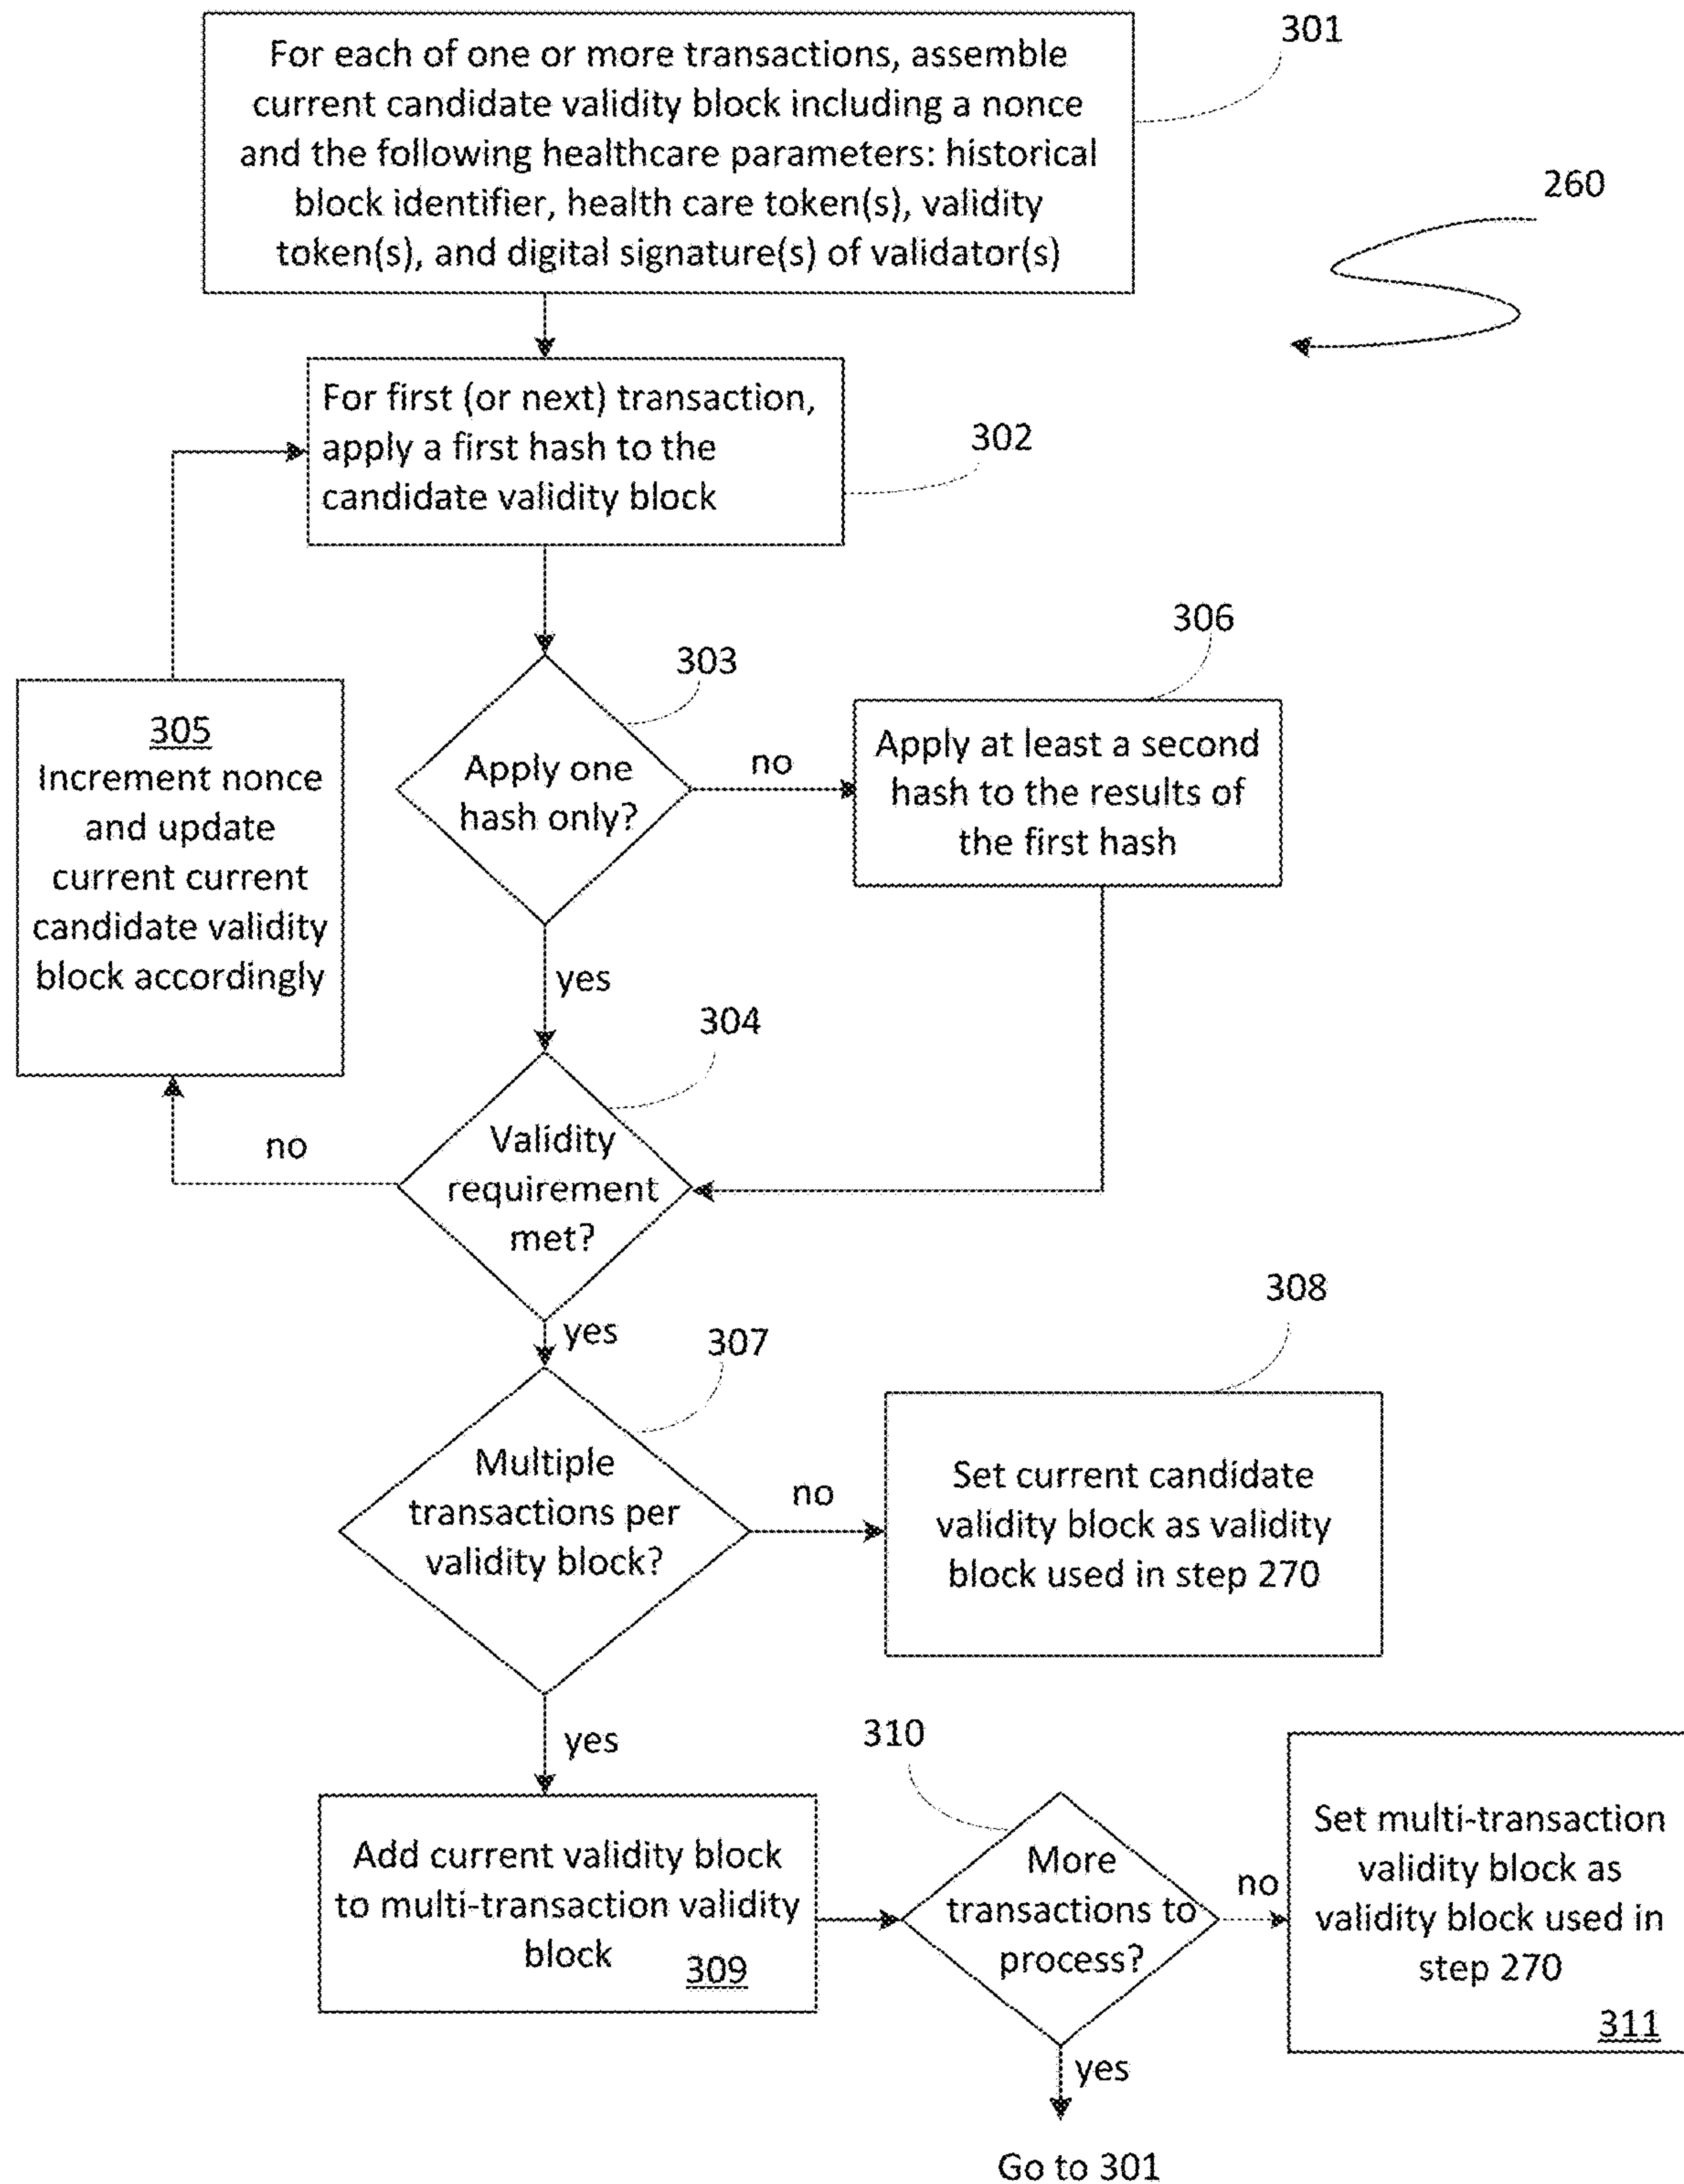 For each of one or more transactions, assemble
current candidate validity block including a nonce
and the following healthcare parameters: historical
block identifier, health care token(s), validity
token(s), and digital signature(s) of validator(s)
301
260
For first (or next) transaction,
apply a first hash to the
candidate validity block
302
303
Apply one
hash only?
no
yes
306
Apply at least a second
hash to the results of
the first hash
305
Increment nonce
and update
current current
candidate validity
block accordingly
304
Validity
requirement
met?
no
yes
307
Multiple
transactions per
validity block?
no
yes
308
Set current candidate
validity block as validity
block used in step 270
Add current validity block
to multi-transaction validity
block
309
310
More
transactions to
process?
no
yes
Set multi-transaction
validity block as
validity block used in
step 270
311
Go to 301